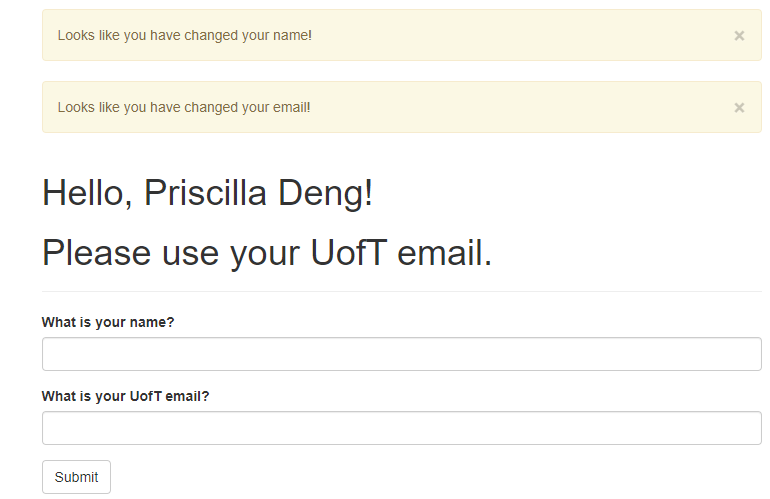 Looks like you have changed your name!
×
Looks like you have changed your email!
×
Hello, Priscilla Deng!
Please use your UofT email.
What is your name?
What is your UofT email?
Submit